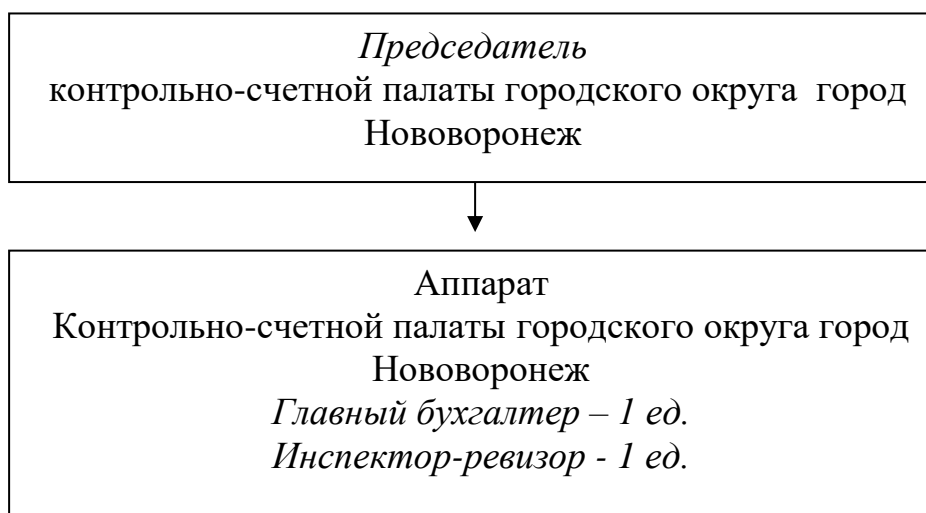 Председатель
контрольно-счетной палаты городского округа  город
Нововоронеж
Аппарат
Контрольно-счетной палаты городского округа город
Нововоронеж
Главный бухгалтер – 1 ед.
Инспектор-ревизор - 1 ед.